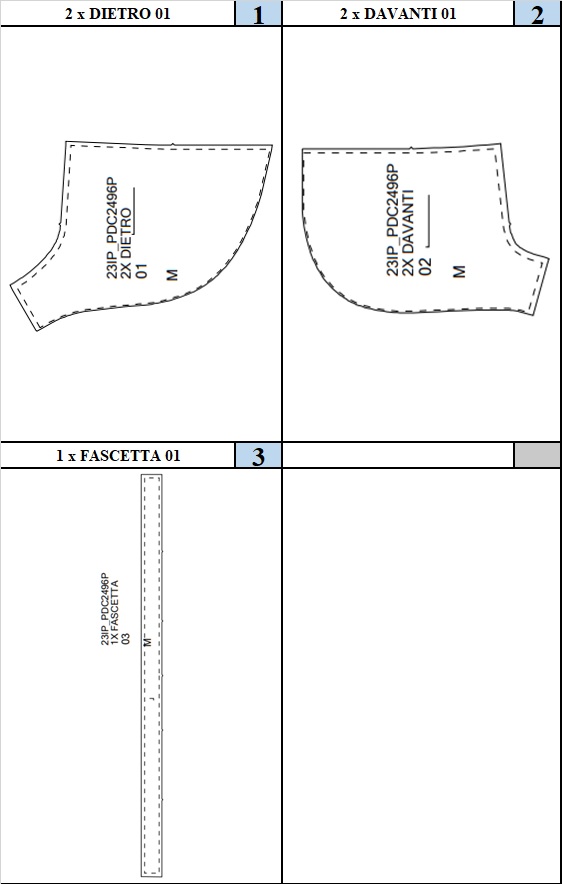 2 x DIETRO 01
1
2 x DAVANTI 01
2
23IP_PDC2496P
2X DIETRO
01
M
23IP_PDC2496P
2X DAVANTI
02
M
1 x FASCETTA 01
3
23IP_PDC2496P
1X FASCETTA
03
M